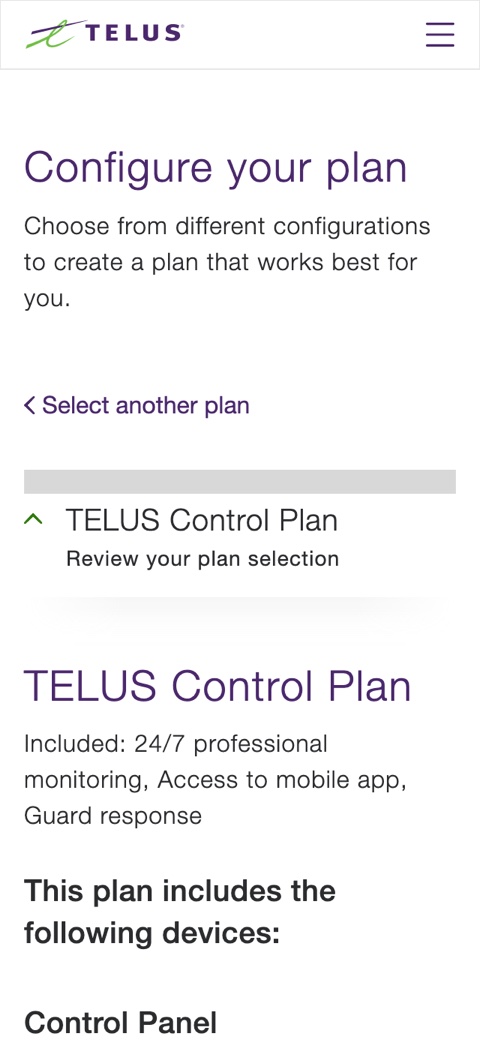 TELUS
Configure your plan
Choose from different configurations
to create a plan that works best for
you.
Select another plan
TELUS Control Plan
Review your plan selection
TELUS Control Plan
Included: 24/7 professional
monitoring, Access to mobile app,
Guard response
This plan includes the
following devices:
Control Panel